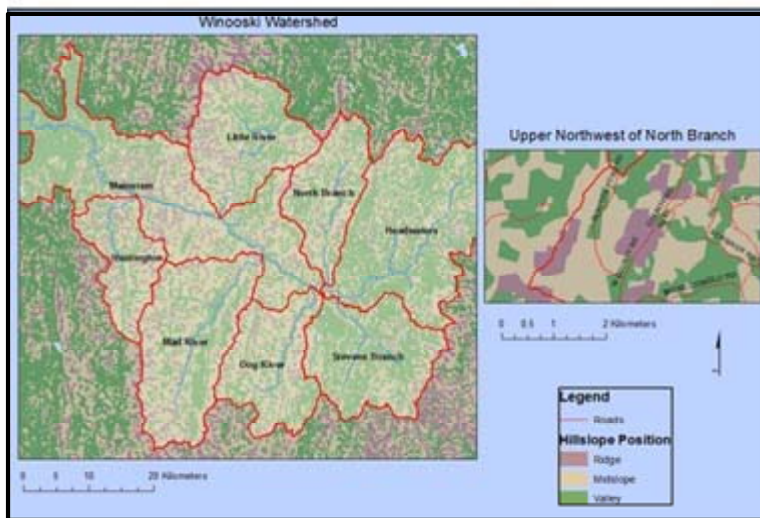 Winooski Watershed
Little River
Mainstem
North Branch
Headwaters
Huntington
Mad River
Dog River
Stevens Branch
0 5 10 20 Kilometers
Upper Northwest of North Branch
0 0.5 1 2 Kilometers
Legend
Roads
Hillslope Position
Ridge
Midslope
Valley